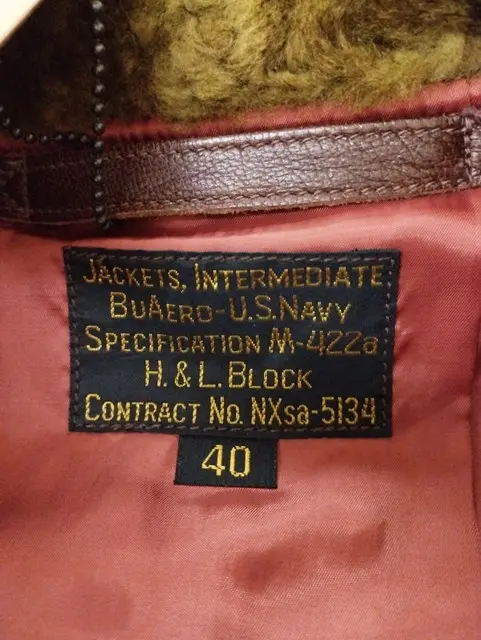 Jackets, Intermediate
BuAero-U.S.Navy
Specification M-422a
H. & L. Block
Contract No. NXsa-5134
40